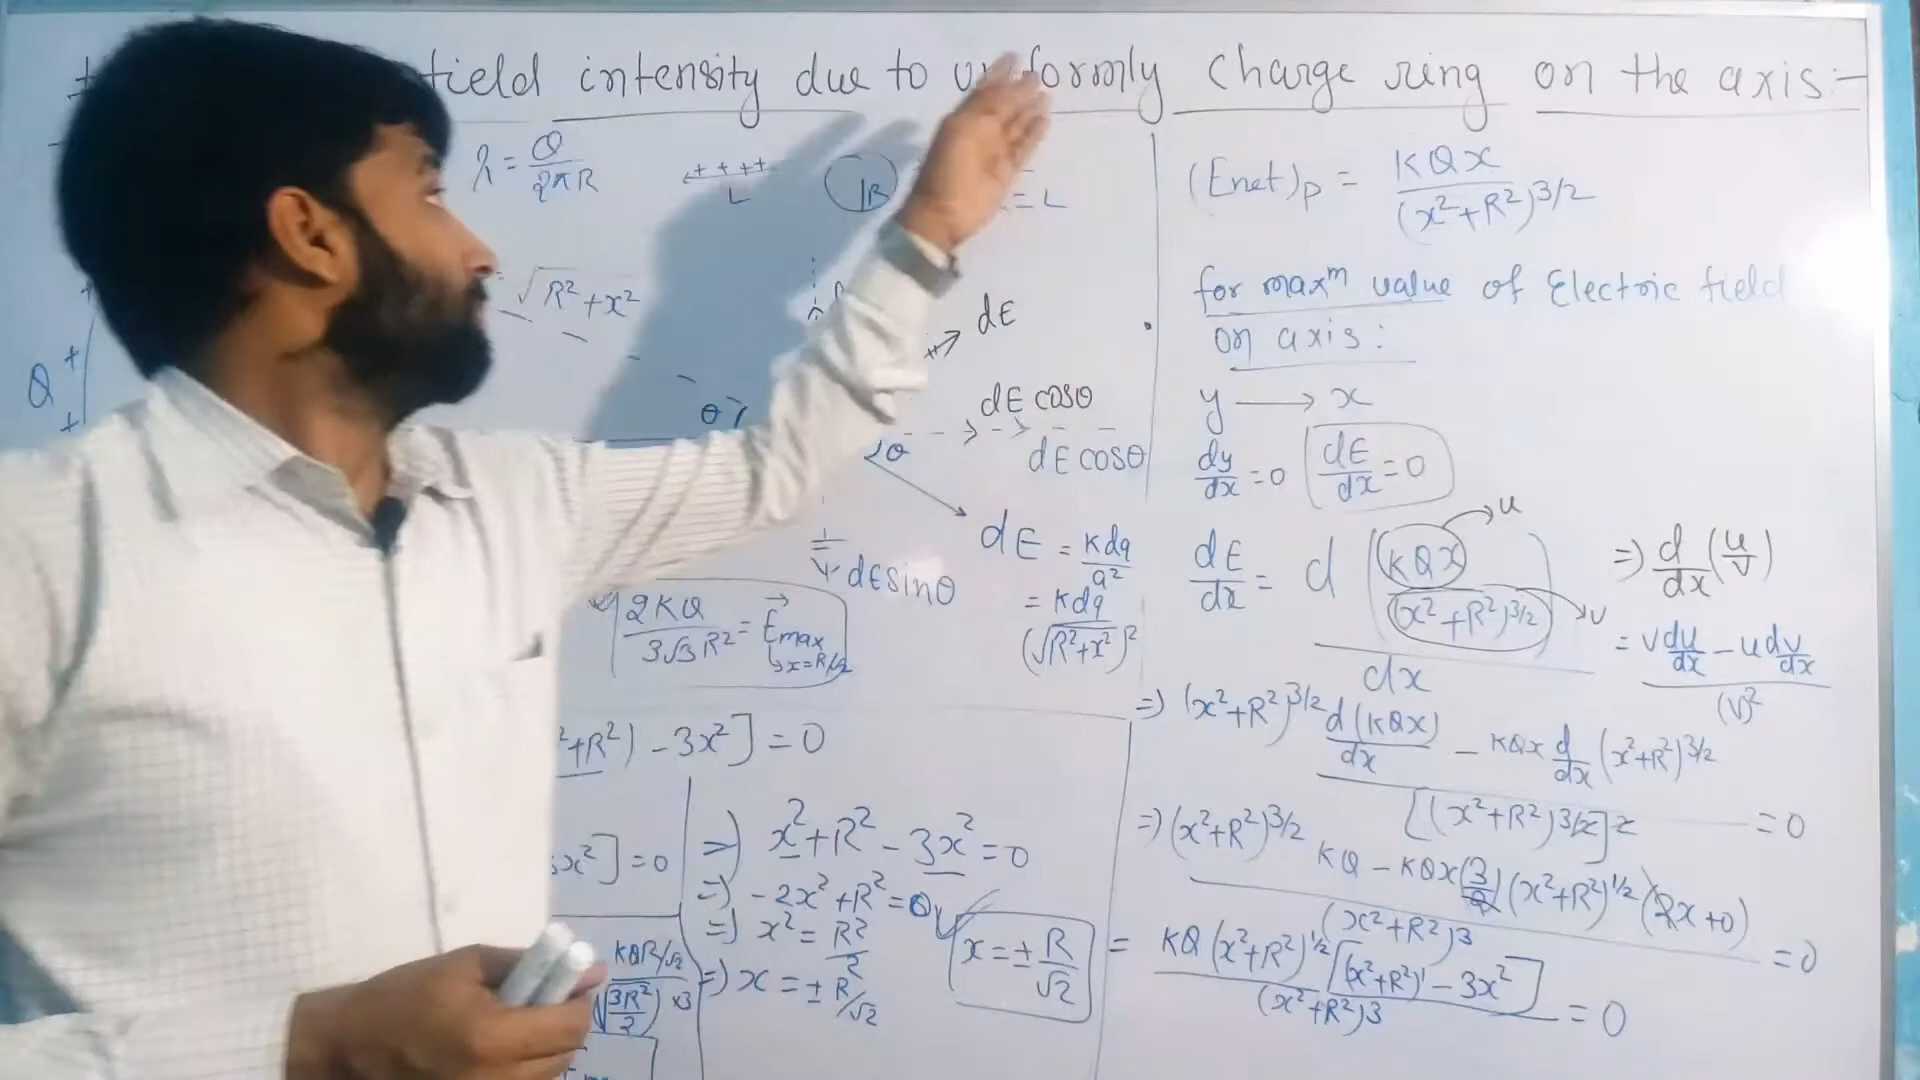 field intensity due to uniformly charge ring on the axis:-
λ = Q/2πR
++++
L
R
= L
√R²+x²
dE
Q
+
+
θ
dE cosθ
θ
dE cosθ
dE = Kdq/a²
= Kdq/(√R²+x²)²
dE sinθ
2KQ/3√3R² = E⃗max
↳ x=R/√2
²+R²) - 3x²] = 0
x²] = 0
KQR/√2
√(3R²/2) ×3
=) x²+R² - 3x² = 0
=) -2x²+R² = 0
=) x² = R²/2
=) x = ± R/√2
x = ± R/√2
(Enet)p = KQx/(x²+R²)3/2
for maxm value of Electric field
on axis:
y ⟶ x
dy/dx = 0 dE/dx = 0
dE/dx = d (KQx/(x²+R²)3/2)/dx
u
v
=) d/dx (u/v)
= (v du/dx - u dv/dx)/(v)²
=) ((x²+R²)3/2 d(KQx)/dx - KQx d/dx (x²+R²)3/2)/[(x²+R²)3/2]2 = 0
=) ((x²+R²)3/2 KQ - KQx(3/2)(x²+R²)1/2 (2x+0))/(x²+R²)3 = 0
= KQ(x²+R²)1/2[(x²+R²)' - 3x²]/(x²+R²)3 = 0